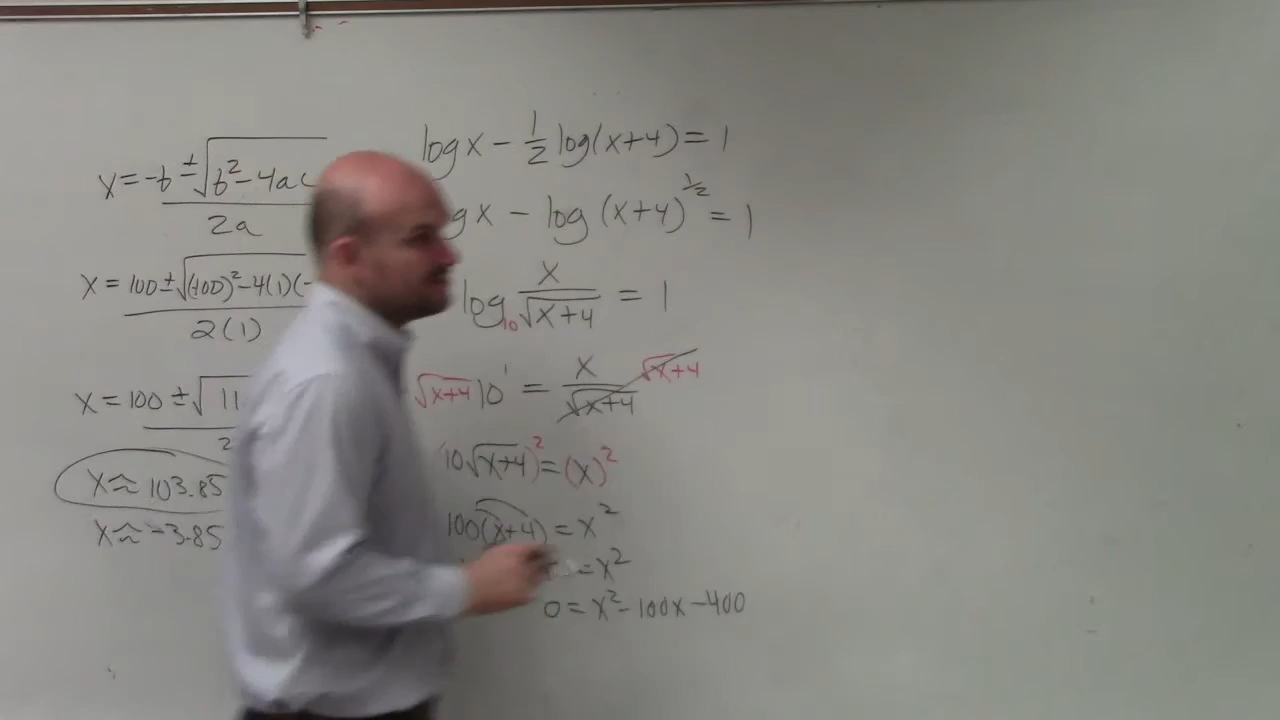 x = -b ± √(b² - 4ac
2a
x = 100 ± √((-100)² - 4(1)(-
2(1)
x = 100 ± √11
2
x ≈ 103.85
x ≈ -3.85
log x - 1/2 log(x+4) = 1
g x - log (x+4)^1/2 = 1
log₁₀ x/√(x+4) = 1
√(x+4) 10¹ = x/√(x+4) √(x+4)
10√(x+4))² = (x)²
100(x+4) = x²
= x²
0 = x² - 100x - 400